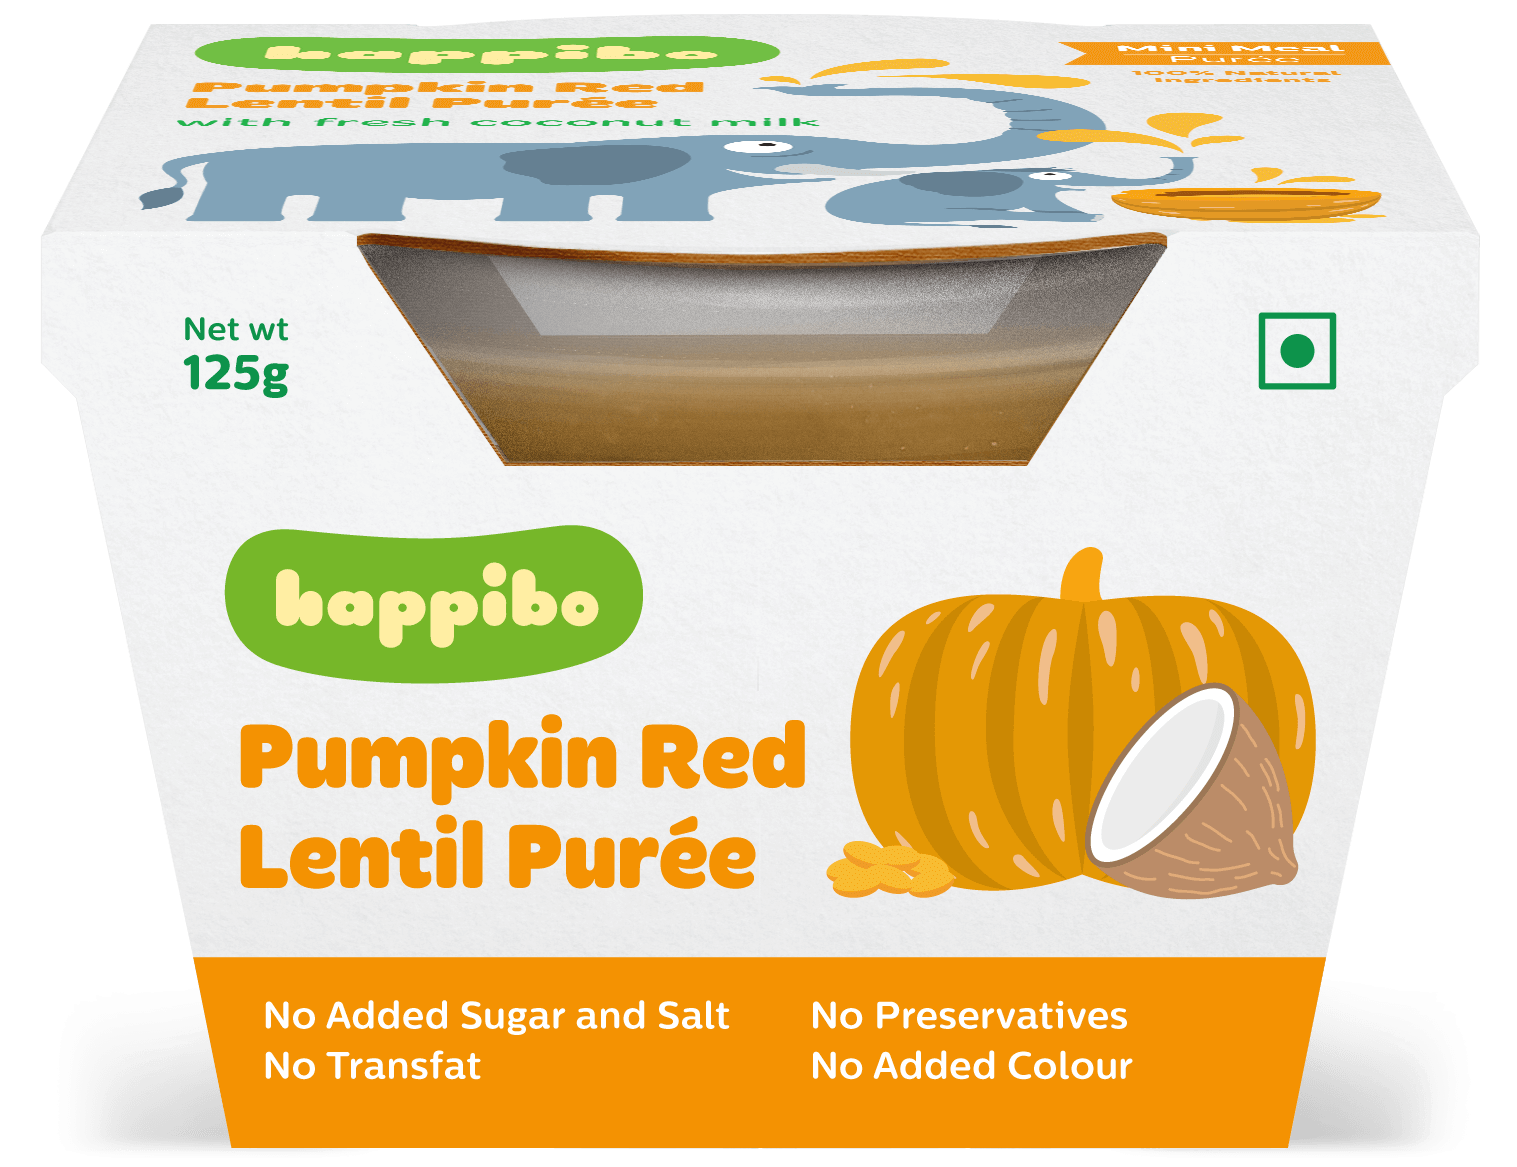 happibo
Pumpkin Red
Lentil Purée
with fresh coconut milk
Mini Meal
Purée
100% Natural
Ingredients
Net wt
125g
happibo
Pumpkin Red
Lentil Purée
No Added Sugar and Salt
No Transfat
No Preservatives
No Added Colour